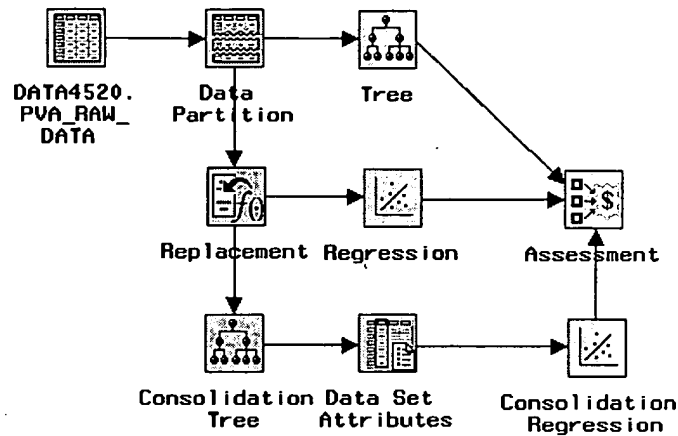 DATA4520.
PVA_RAW_
DATA
Data
Partition
Tree
Replacement
Regression
Assessment
Consolidation
Tree
Data Set
Attributes
Consolidation
Regression